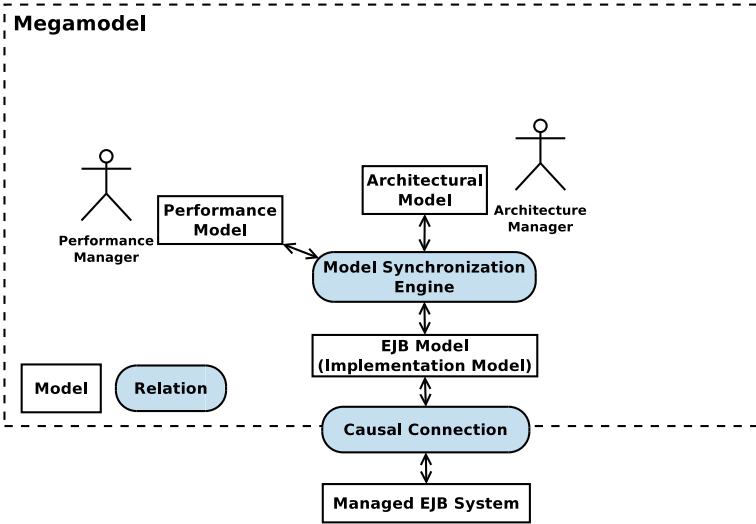 Megamodel
Performance
Manager
Performance
Model
Architectural
Model
Architecture
Manager
Model Synchronization
Engine
EJB Model
(Implementation Model)
Model
Relation
Causal Connection
Managed EJB System